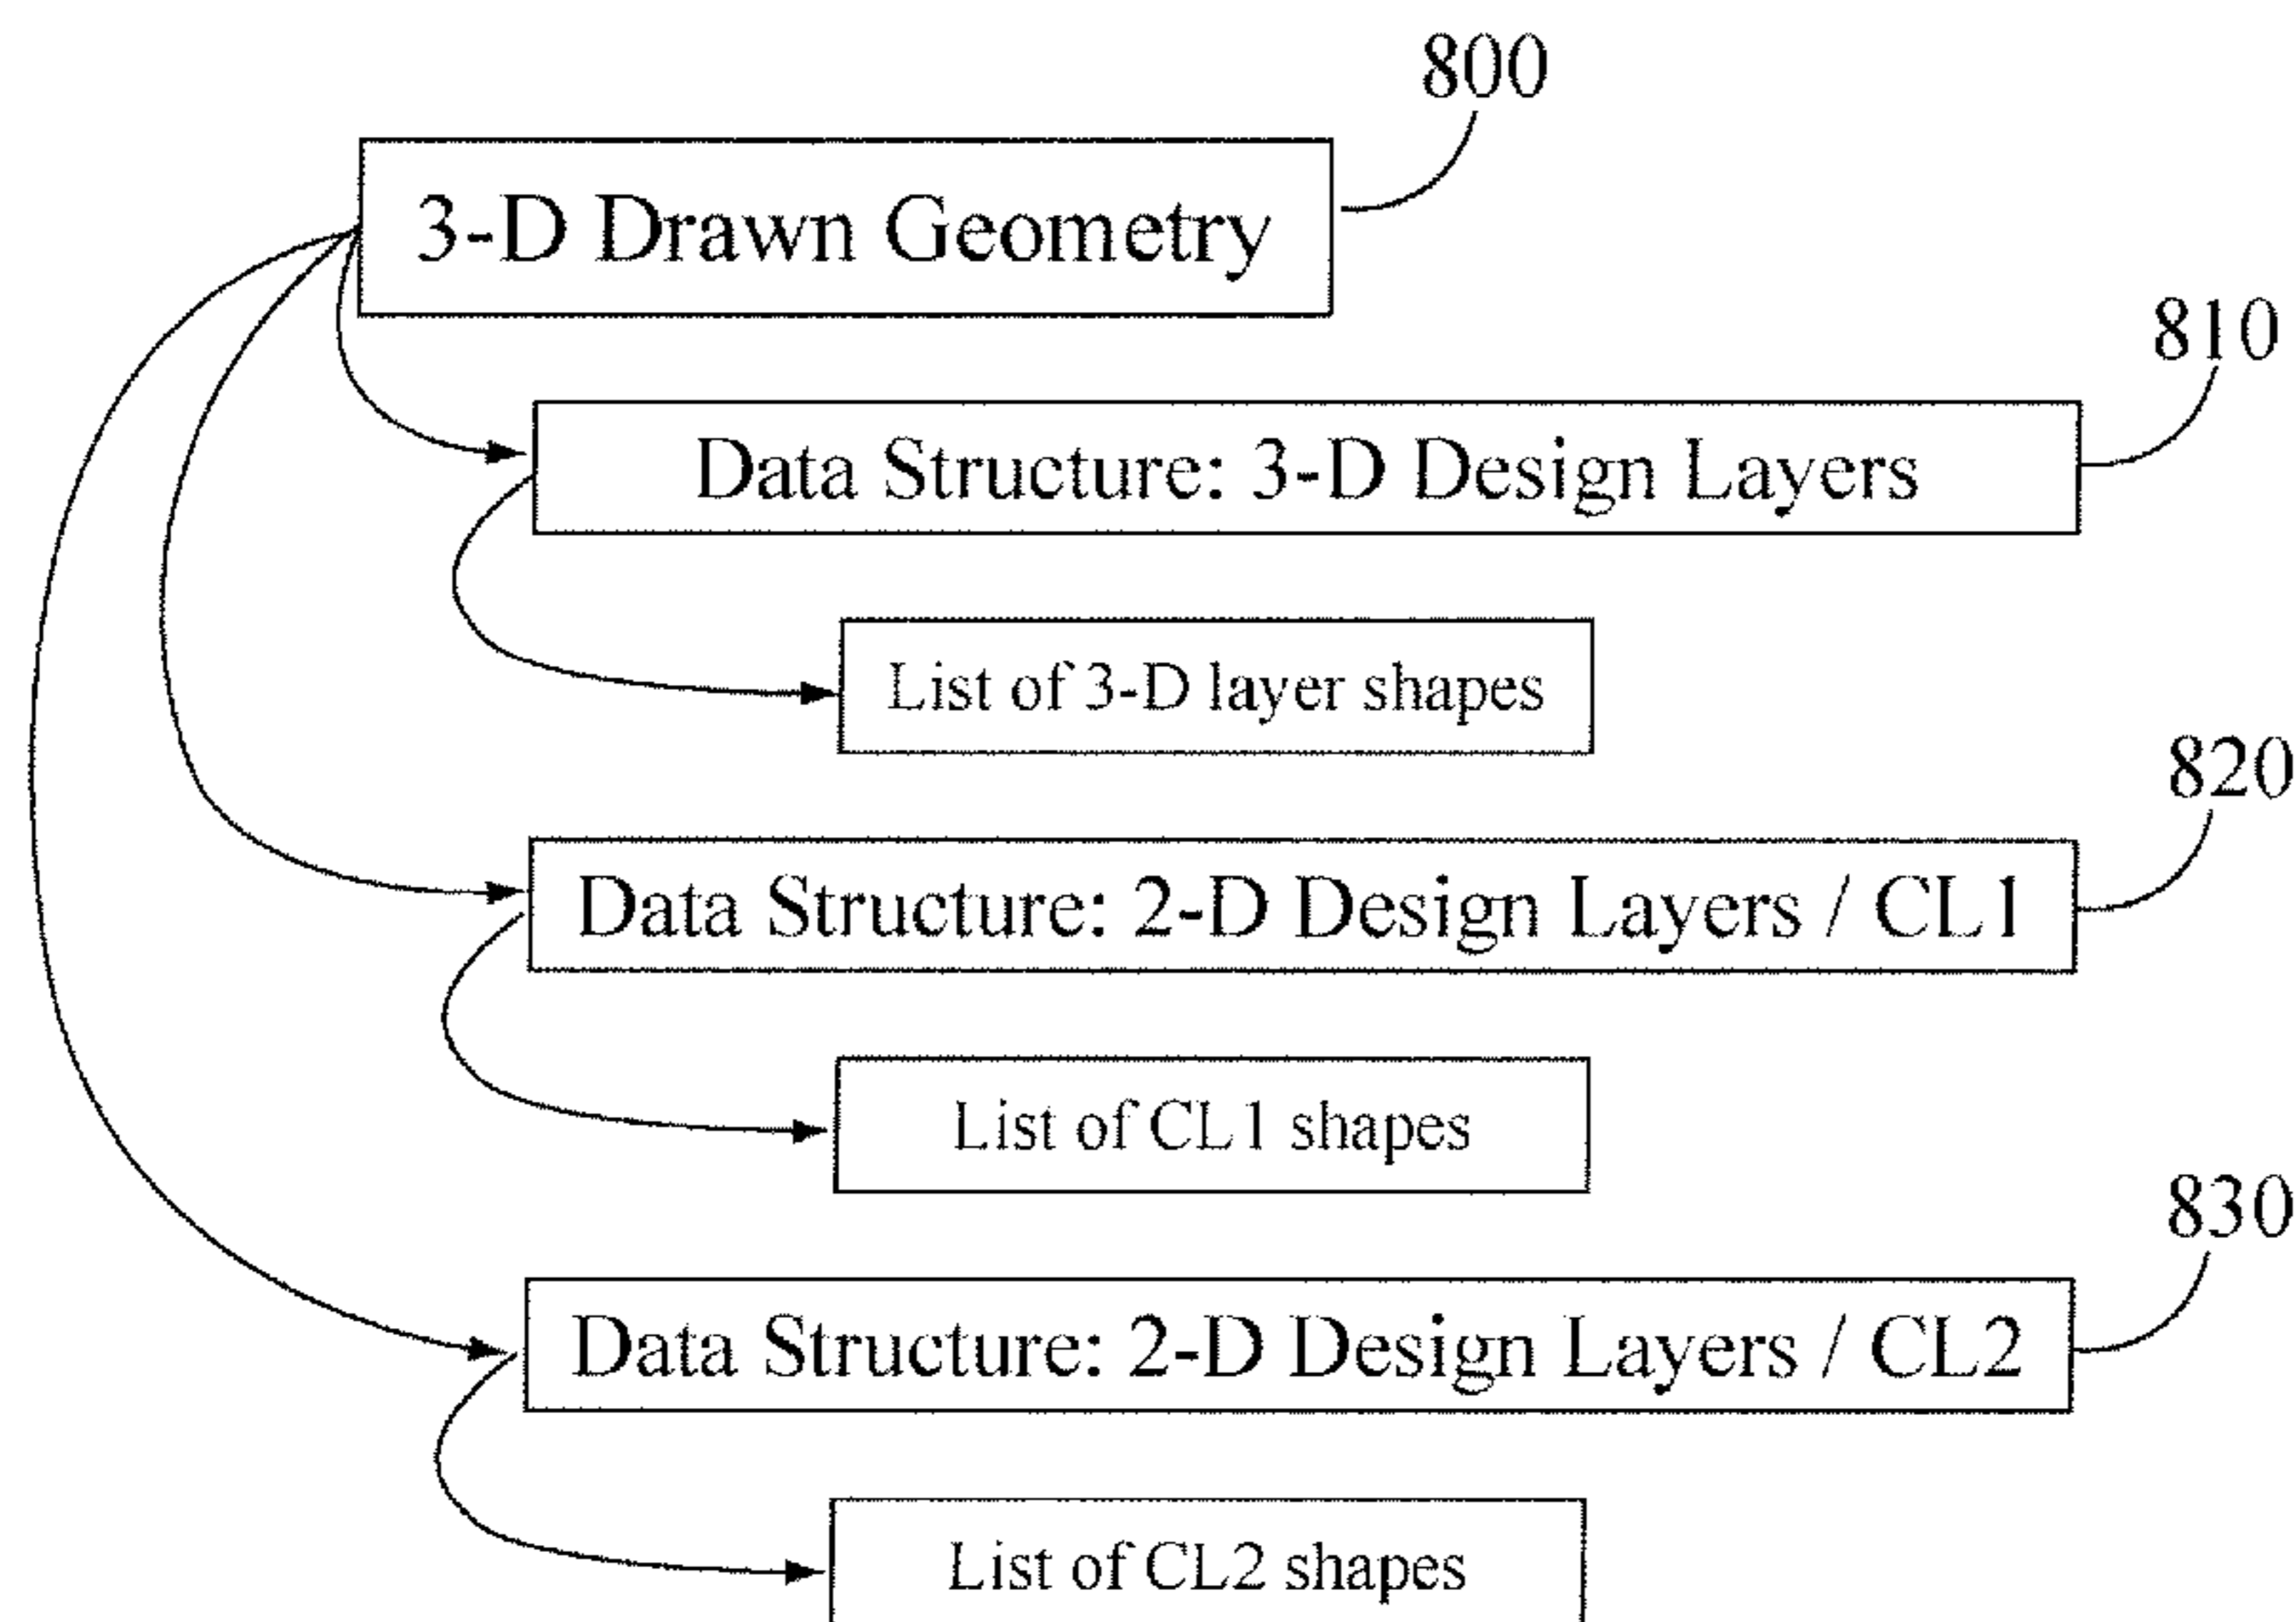 800
3-D Drawn Geometry
810
Data Structure: 3-D Design Layers
List of 3-D layer shapes
820
Data Structure: 2-D Design Layers / CL1
List of CL1 shapes
830
Data Structure: 2-D Design Layers / CL2
List of CL2 shapes